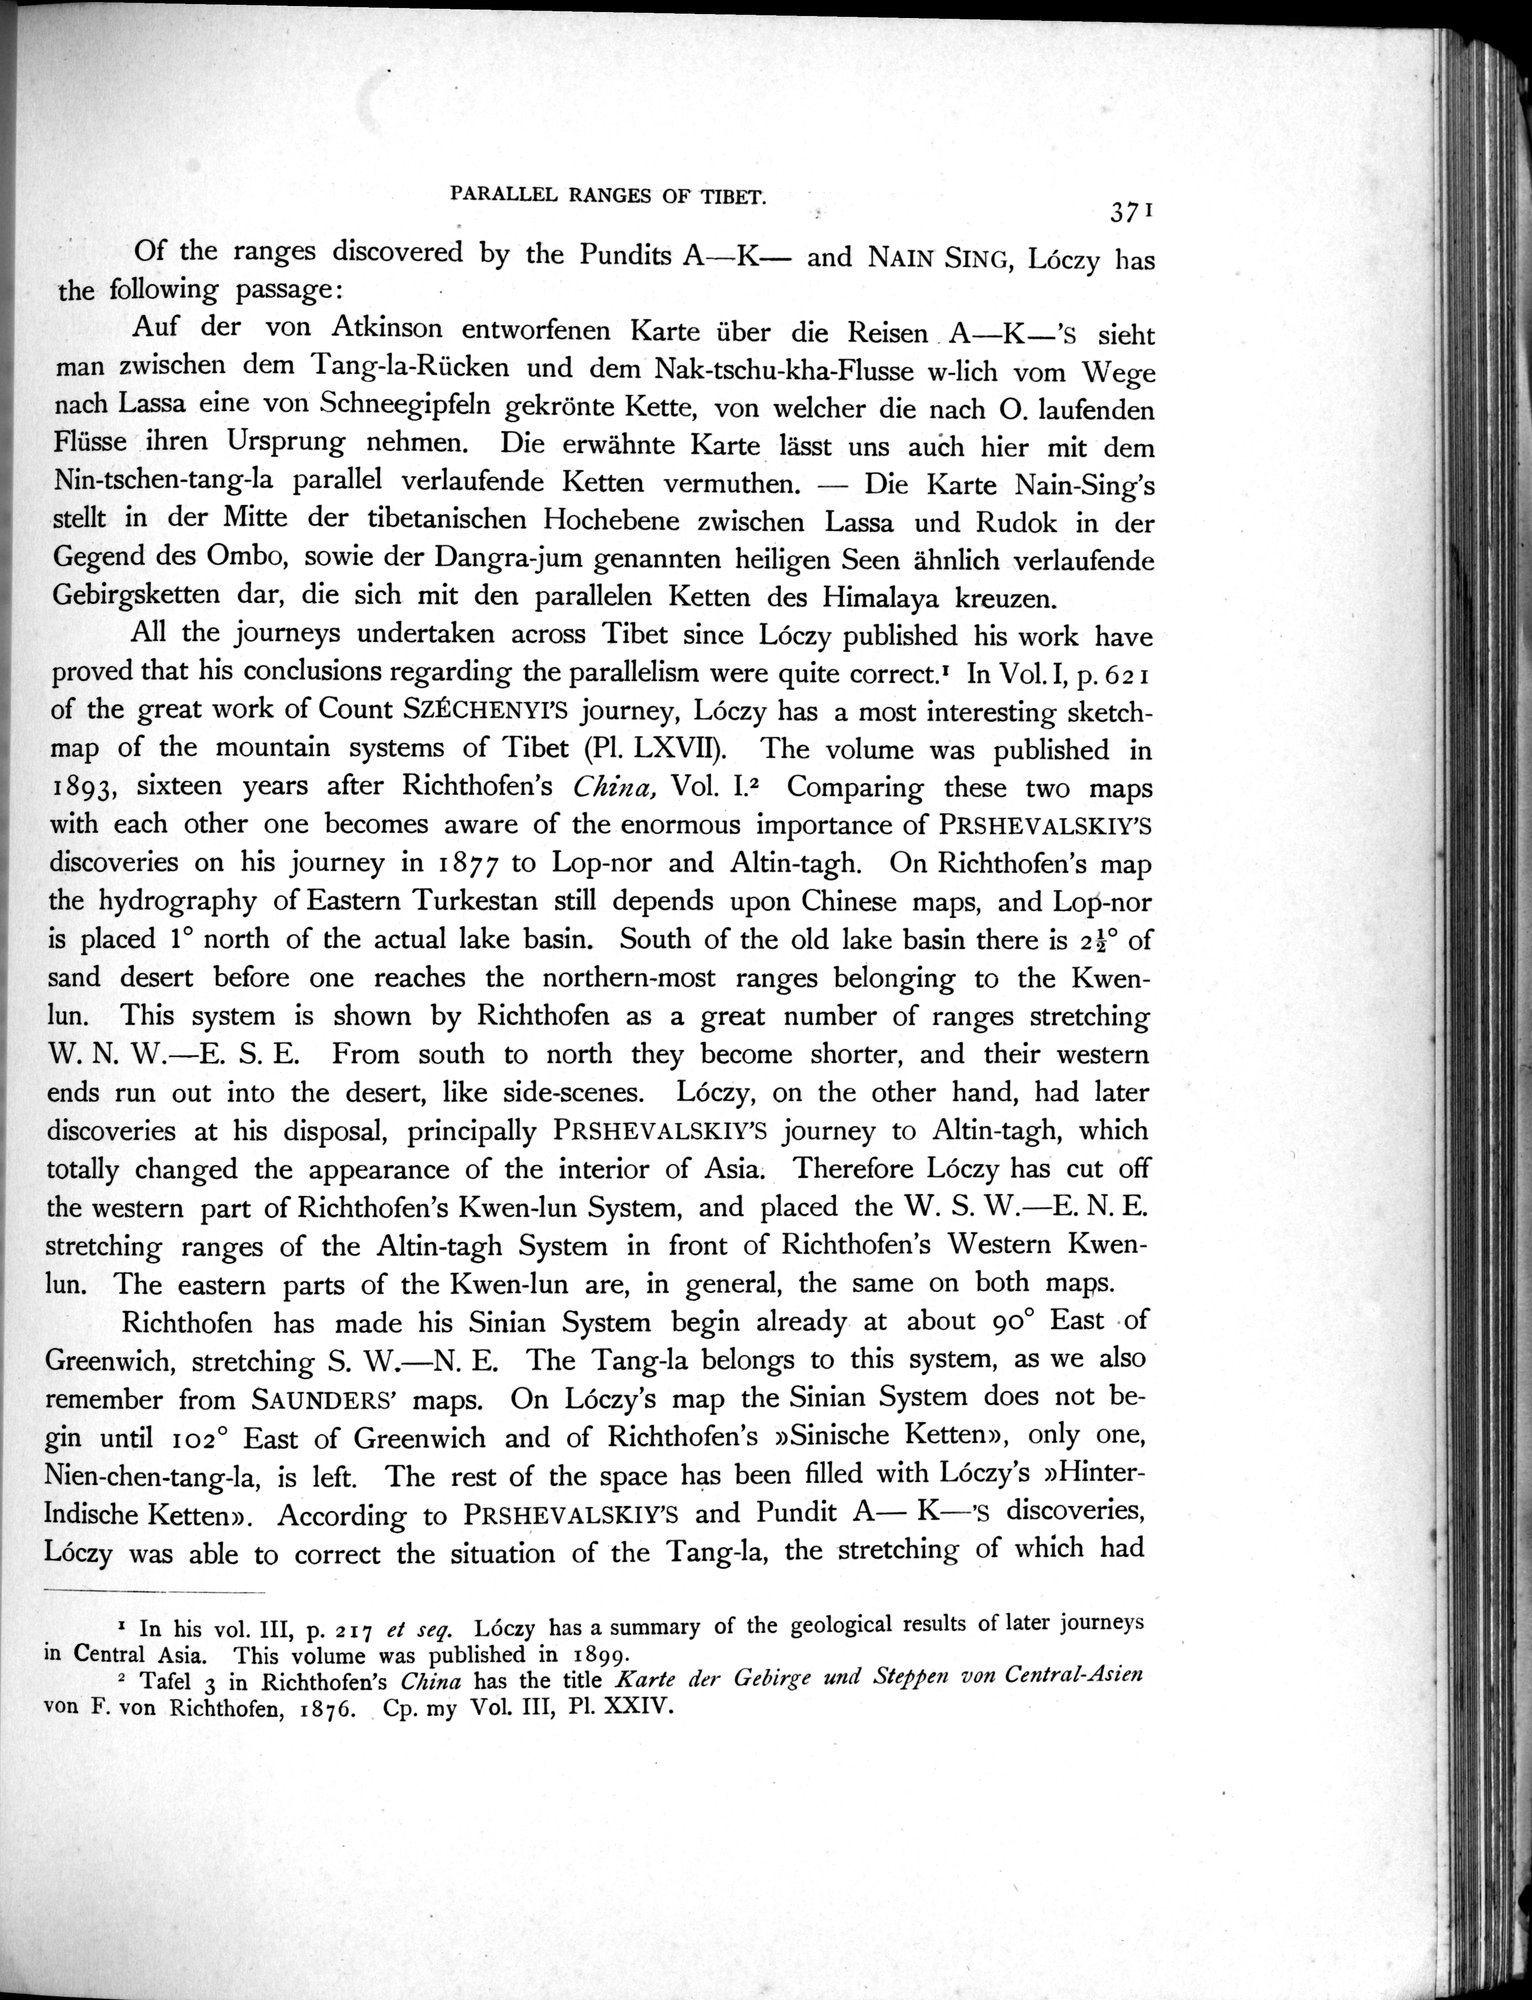 PARALLEL RANGES OF TIBET.
371
Of the ranges discovered by the Pundits A—K— and NAIN SING, Lóczy has
the following passage:
Auf der von Atkinson entworfenen Karte über die Reisen A—K—'S sieht
man zwischen dem Tang-la-Rücken und dem Nak-tschu-kha-Flusse w-lich vom Wege
nach Lassa eine von Schneegipfeln gekrönte Kette, von welcher die nach O. laufenden
Flüsse ihren Ursprung nehmen. Die erwähnte Karte lässt uns auch hier mit dem
Nin-tschen-tang-la parallel verlaufende Ketten vermuthen. — Die Karte Nain-Sing's
stellt in der Mitte der tibetanischen Hochebene zwischen Lassa und Rudok in der
Gegend des Ombo, sowie der Dangra-jum genannten heiligen Seen ähnlich verlaufende
Gebirgsketten dar, die sich mit den parallelen Ketten des Himalaya kreuzen.
All the journeys undertaken across Tibet since Lóczy published his work have
proved that his conclusions regarding the parallelism were quite correct.¹ In Vol. I, p. 621
of the great work of Count SZÉCHENYI'S journey, Lóczy has a most interesting sketch-
map of the mountain systems of Tibet (Pl. LXVII). The volume was published in
1893, sixteen years after Richthofen's China, Vol. I.² Comparing these two maps
with each other one becomes aware of the enormous importance of PRSHEVALSKIY'S
discoveries on his journey in 1877 to Lop-nor and Altin-tagh. On Richthofen's map
the hydrography of Eastern Turkestan still depends upon Chinese maps, and Lop-nor
is placed 1° north of the actual lake basin. South of the old lake basin there is 2½° of
sand desert before one reaches the northern-most ranges belonging to the Kwen-
lun. This system is shown by Richthofen as a great number of ranges stretching
W. N. W.—E. S. E. From south to north they become shorter, and their western
ends run out into the desert, like side-scenes. Lóczy, on the other hand, had later
discoveries at his disposal, principally PRSHEVALSKIY'S journey to Altin-tagh, which
totally changed the appearance of the interior of Asia. Therefore Lóczy has cut off
the western part of Richthofen's Kwen-lun System, and placed the W. S. W.—E. N. E.
stretching ranges of the Altin-tagh System in front of Richthofen's Western Kwen-
lun. The eastern parts of the Kwen-lun are, in general, the same on both maps.
Richthofen has made his Sinian System begin already at about 90° East of
Greenwich, stretching S. W.—N. E. The Tang-la belongs to this system, as we also
remember from SAUNDERS' maps. On Lóczy's map the Sinian System does not be-
gin until 102° East of Greenwich and of Richthofen's »Sinische Ketten», only one,
Nien-chen-tang-la, is left. The rest of the space has been filled with Lóczy's »Hinter-
Indische Ketten». According to PRSHEVALSKIY'S and Pundit A— K—'S discoveries,
Lóczy was able to correct the situation of the Tang-la, the stretching of which had
¹ In his vol. III, p. 217 et seq. Lóczy has a summary of the geological results of later journeys
in Central Asia. This volume was published in 1899.
² Tafel 3 in Richthofen's China has the title Karte der Gebirge und Steppen von Central-Asien
von F. von Richthofen, 1876. Cp. my Vol. III, Pl. XXIV.